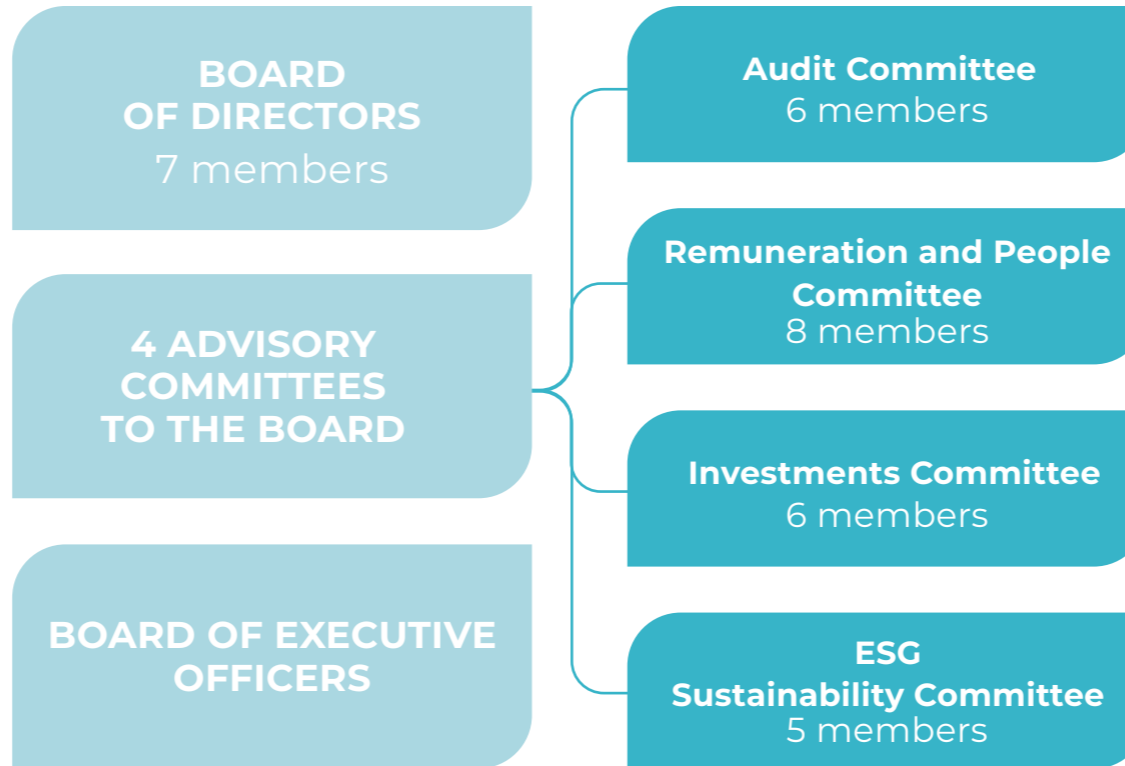 BOARD
OF DIRECTORS
7 members
4 ADVISORY
COMMITTEES
TO THE BOARD
BOARD OF EXECUTIVE
OFFICERS
Audit Committee
6 members
Remuneration and People
Committee
8 members
Investments Committee
6 members
ESG
Sustainability Committee
5 members